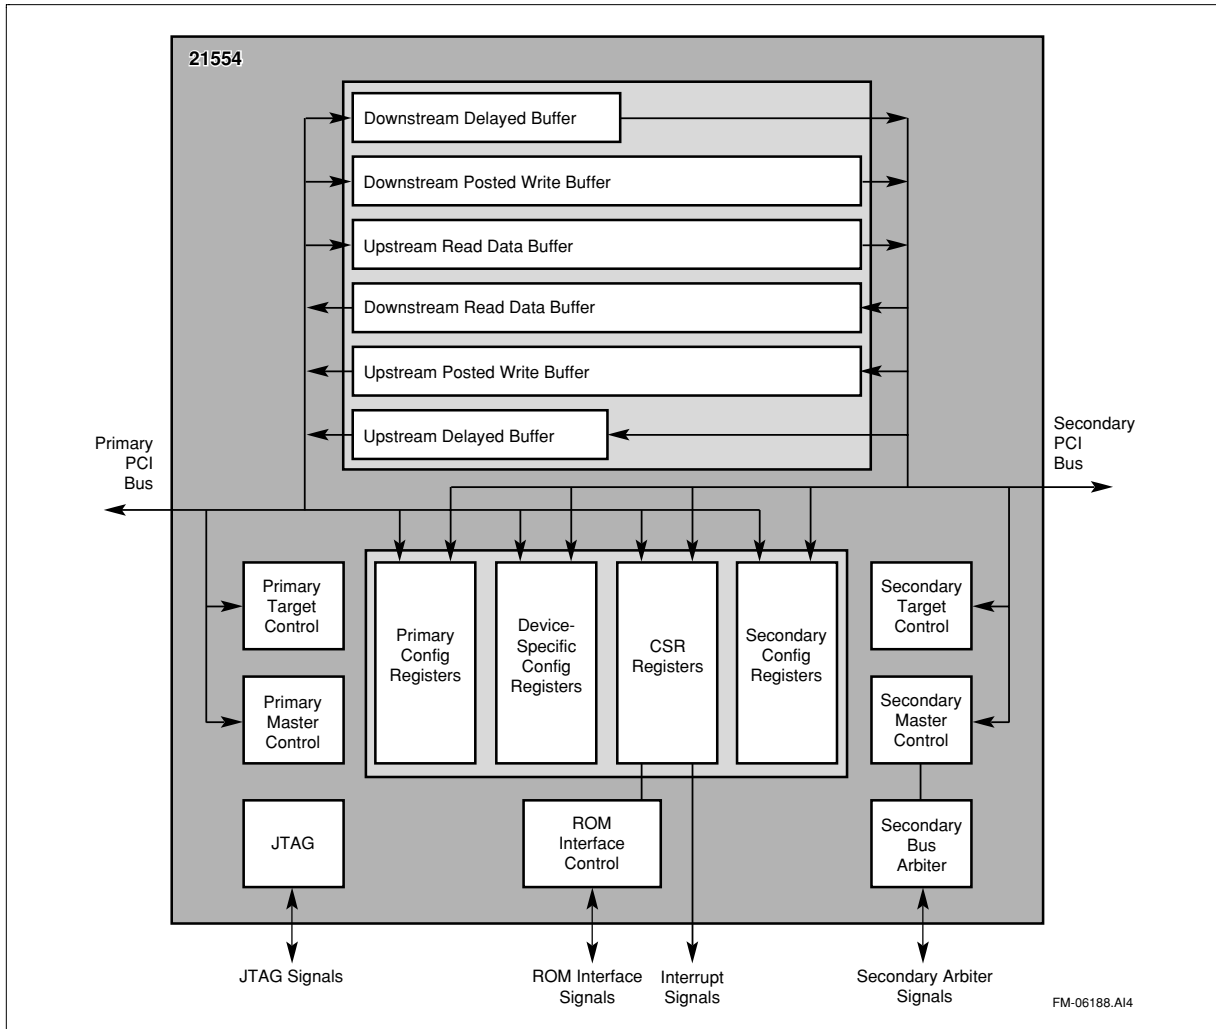 21554
Downstream Delayed Buffer
Downstream Posted Write Buffer
Upstream Read Data Buffer
Downstream Read Data Buffer
Upstream Posted Write Buffer
Upstream Delayed Buffer
Primary
PCI
Bus
Secondary
PCI
Bus
Primary
Target
Control
Primary
Master
Control
Primary
Config
Registers
Device-
Specific
Config
Registers
CSR
Registers
Secondary
Config
Registers
Secondary
Target
Control
Secondary
Master
Control
JTAG
ROM
Interface
Control
Secondary
Bus
Arbiter
JTAG Signals
ROM Interface
Signals
Interrupt
Signals
Secondary Arbiter
Signals
FM-06188.AI4